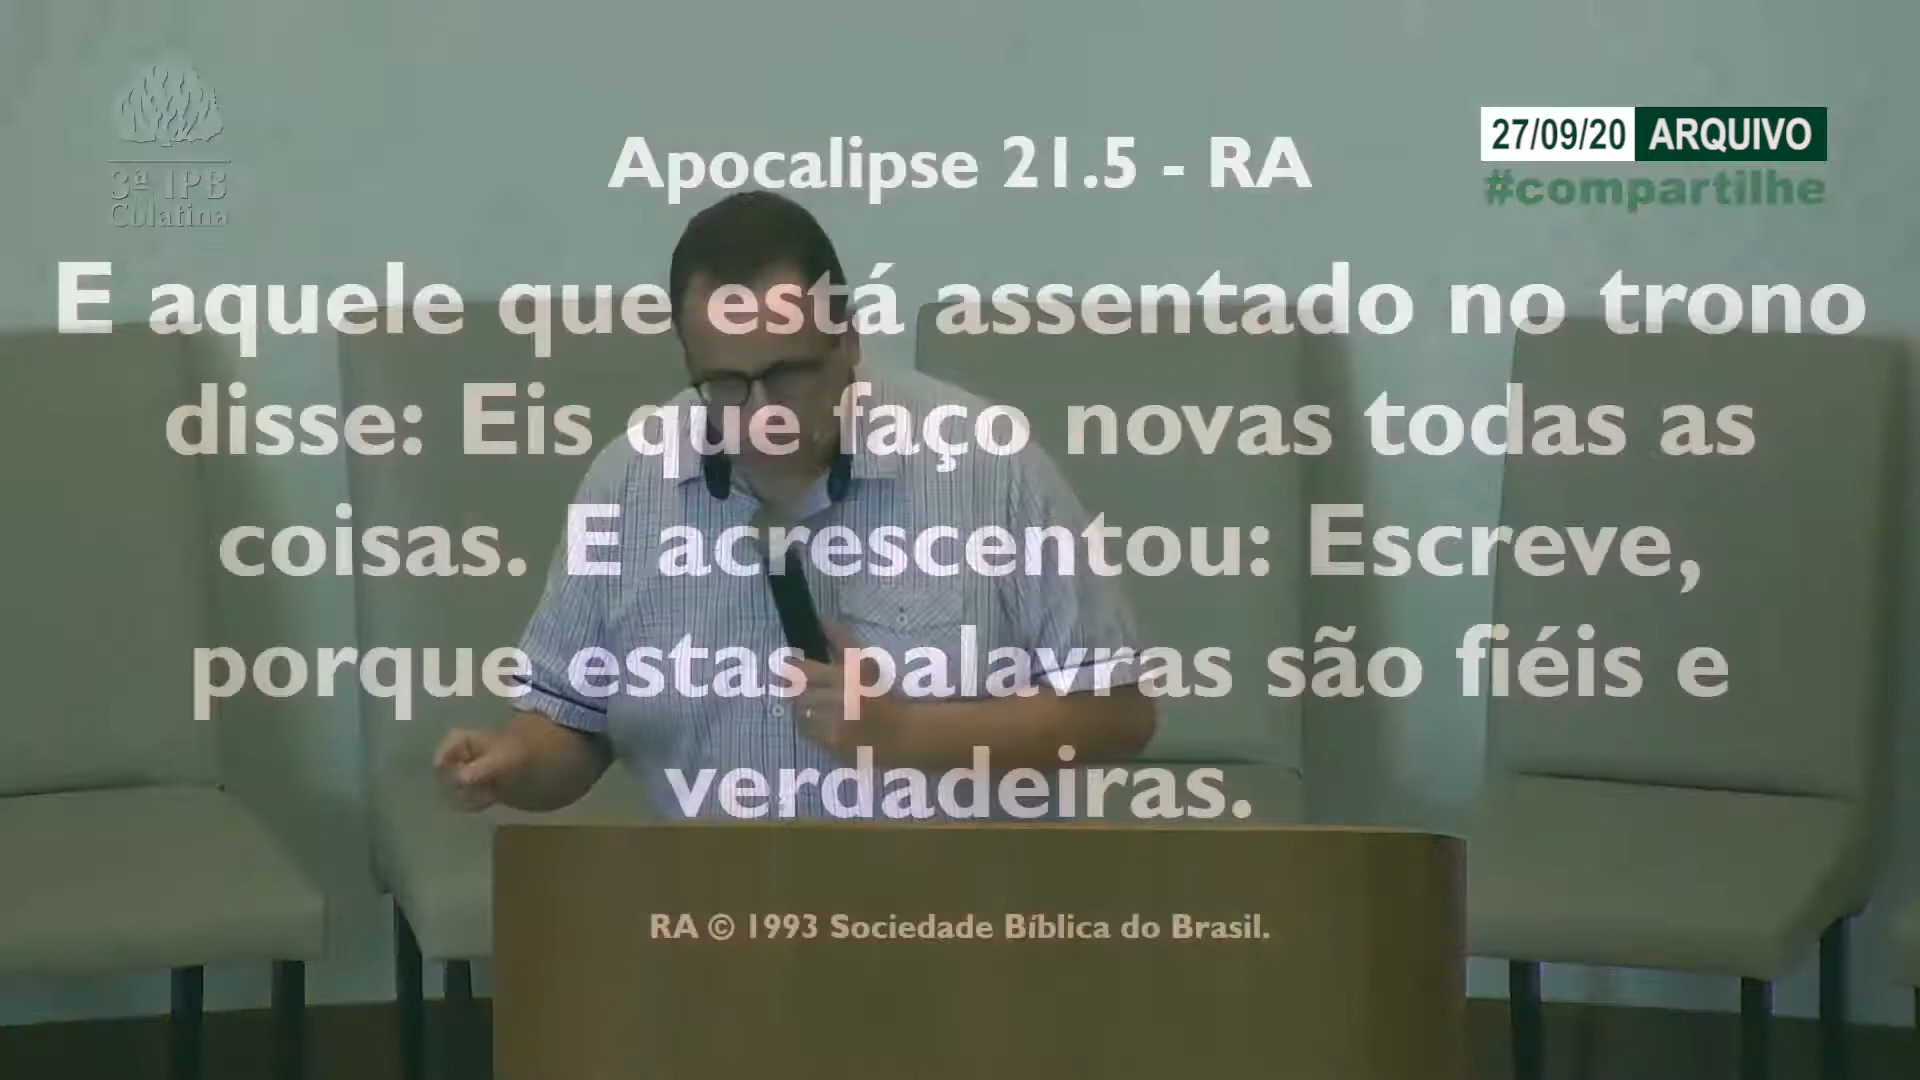 3ª IPB
Colatina
27/09/20 ARQUIVO
#compartilhe
Apocalipse 21.5 - RA
E aquele que está assentado no trono
disse: Eis que faço novas todas as
coisas. E acrescentou: Escreve,
porque estas palavras são fiéis e
verdadeiras.
RA © 1993 Sociedade Bíblica do Brasil.